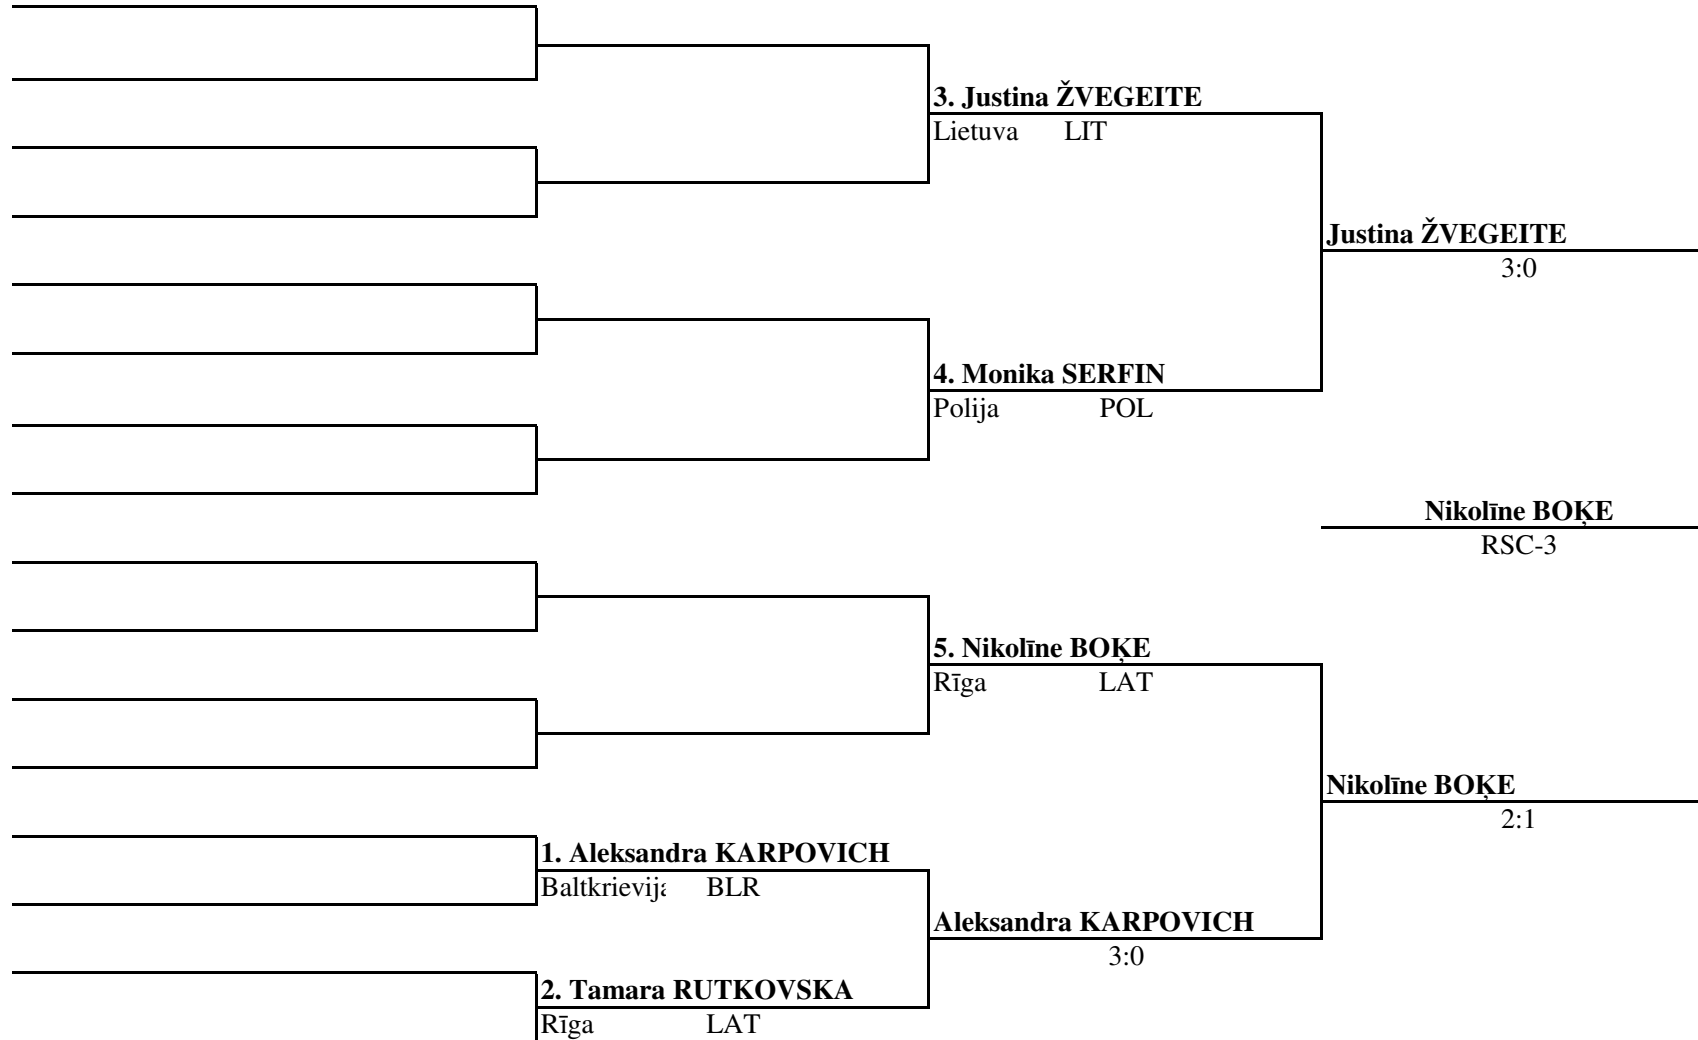 3. Justina ŽVEGEITE
Lietuva LIT
Justina ŽVEGEITE
3:0
4. Monika SERFIN
Polija POL
Nikolīne BOĶE
RSC-3
5. Nikolīne BOĶE
Rīga LAT
Nikolīne BOĶE
2:1
1. Aleksandra KARPOVICH
Baltkrievija BLR
Aleksandra KARPOVICH
3:0
2. Tamara RUTKOVSKA
Rīga LAT